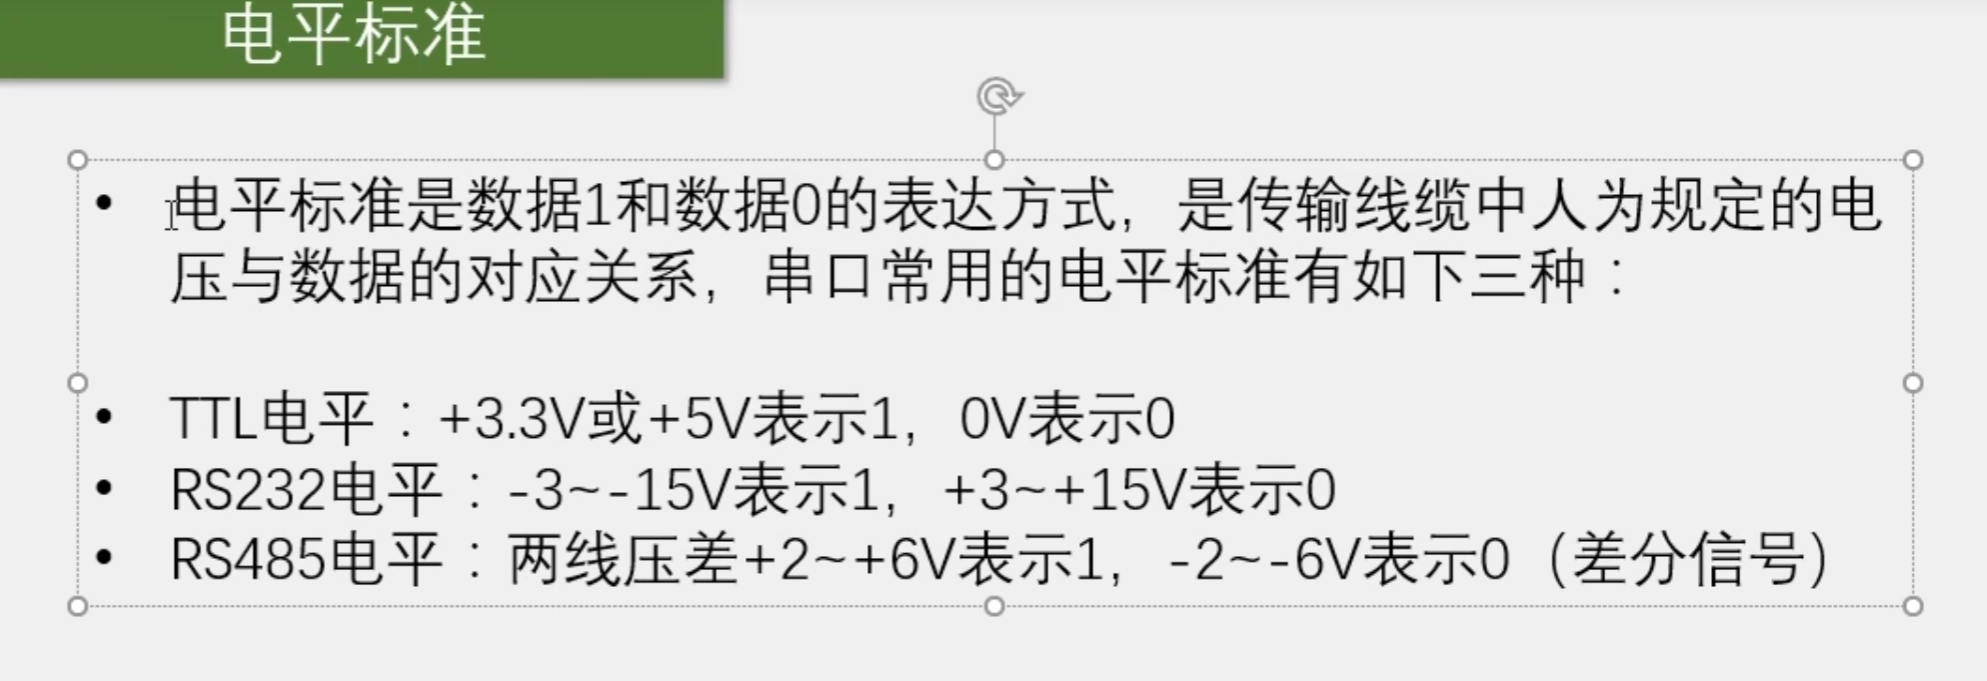 电平标准
• 电平标准是数据1和数据0的表达方式，是传输线缆中人为规定的电
压与数据的对应关系，串口常用的电平标准有如下三种：
• TTL电平：+3.3V或+5V表示1，0V表示0
• RS232电平：-3~-15V表示1，+3~+15V表示0
• RS485电平：两线压差+2~+6V表示1，-2~-6V表示0（差分信号）